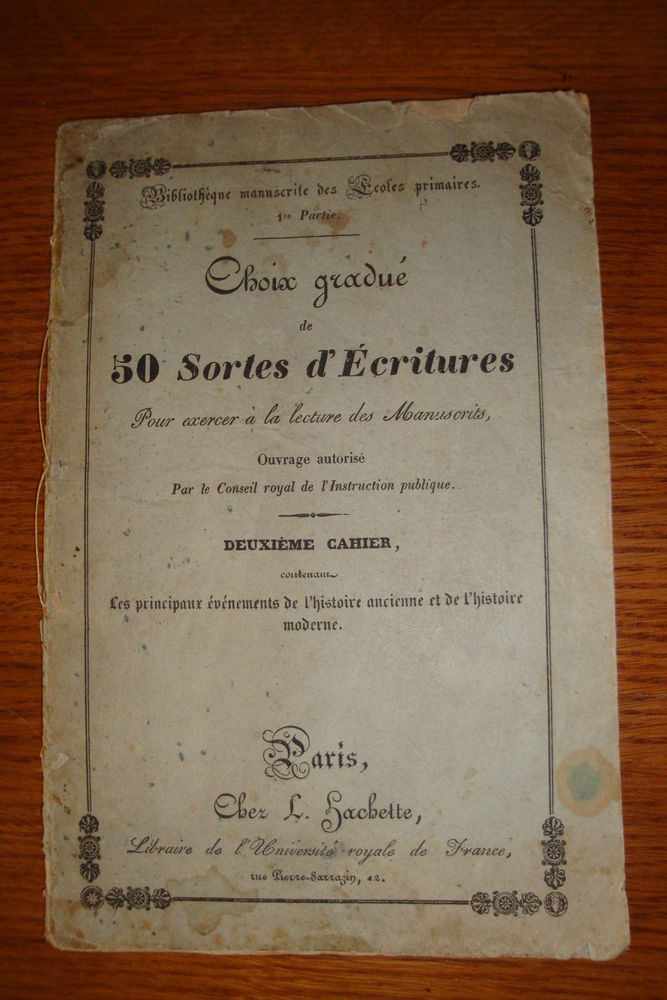 Bibliothèque manuscrite des Ecoles primaires.
1re Partie.
Choix gradué
de
50 Sortes d'Écritures
Pour exercer à la lecture des Manuscrits,
Ouvrage autorisé
Par le Conseil royal de l'Instruction publique.
DEUXIÈME CAHIER,
contenant
Les principaux événements de l'histoire ancienne et de l'histoire
moderne.
Paris,
Chez L. Hachette,
Libraire de l'Université royale de France,
rue Pierre-Sarrazin, 12.